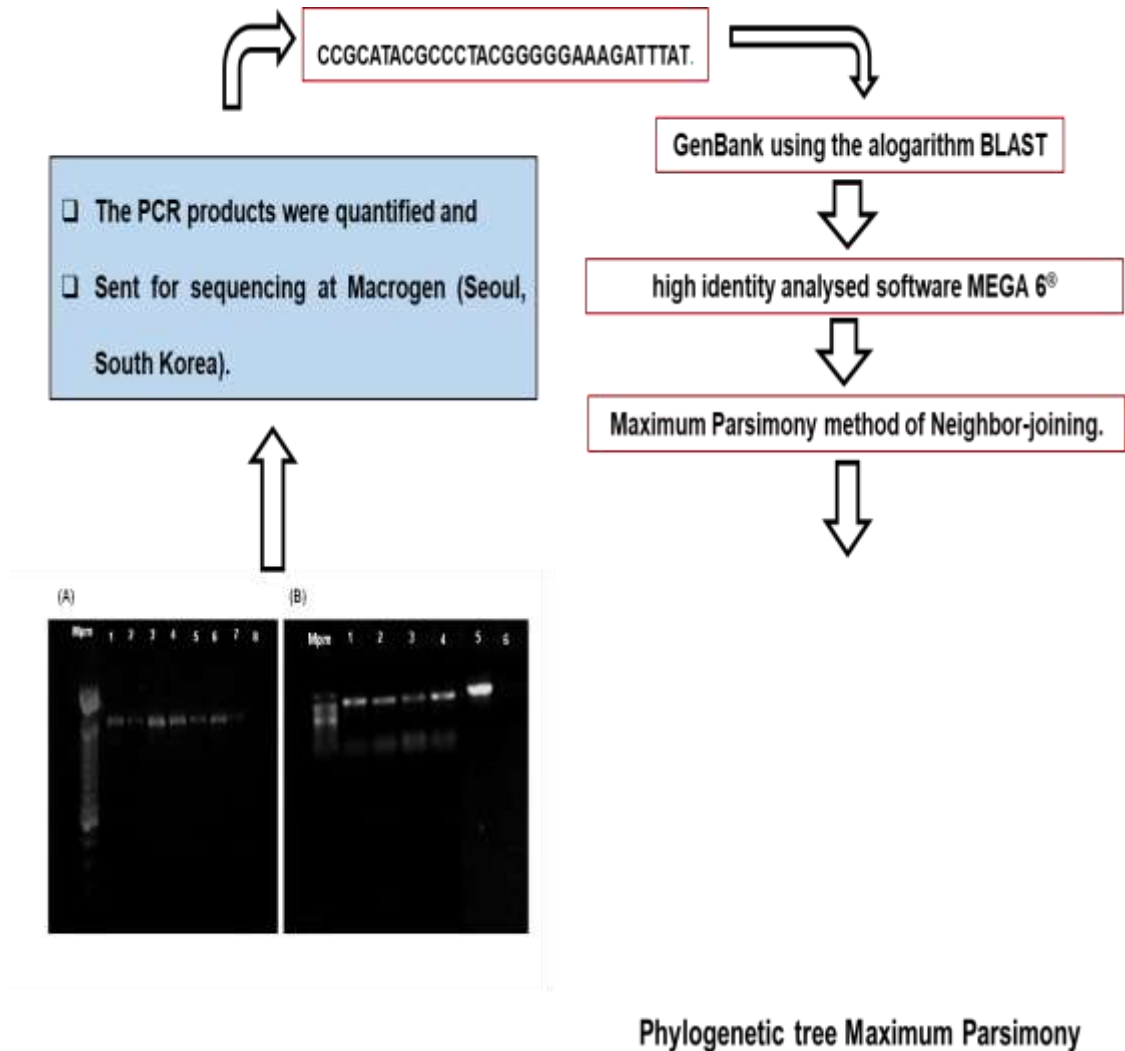 CCGCATACGCCCTACGGGGGAAAGATTTAT.
GenBank using the alogarithm BLAST
❑ The PCR products were quantified and
❑ Sent for sequencing at Macrogen (Seoul,
South Korea).
high identity analysed software MEGA 6®
Maximum Parsimony method of Neighbor-joining.
(A)
(B)
Mpm 1 2 3 4 5 6 7 8
Mpm 1 2 3 4 5 6
Phylogenetic tree Maximum Parsimony